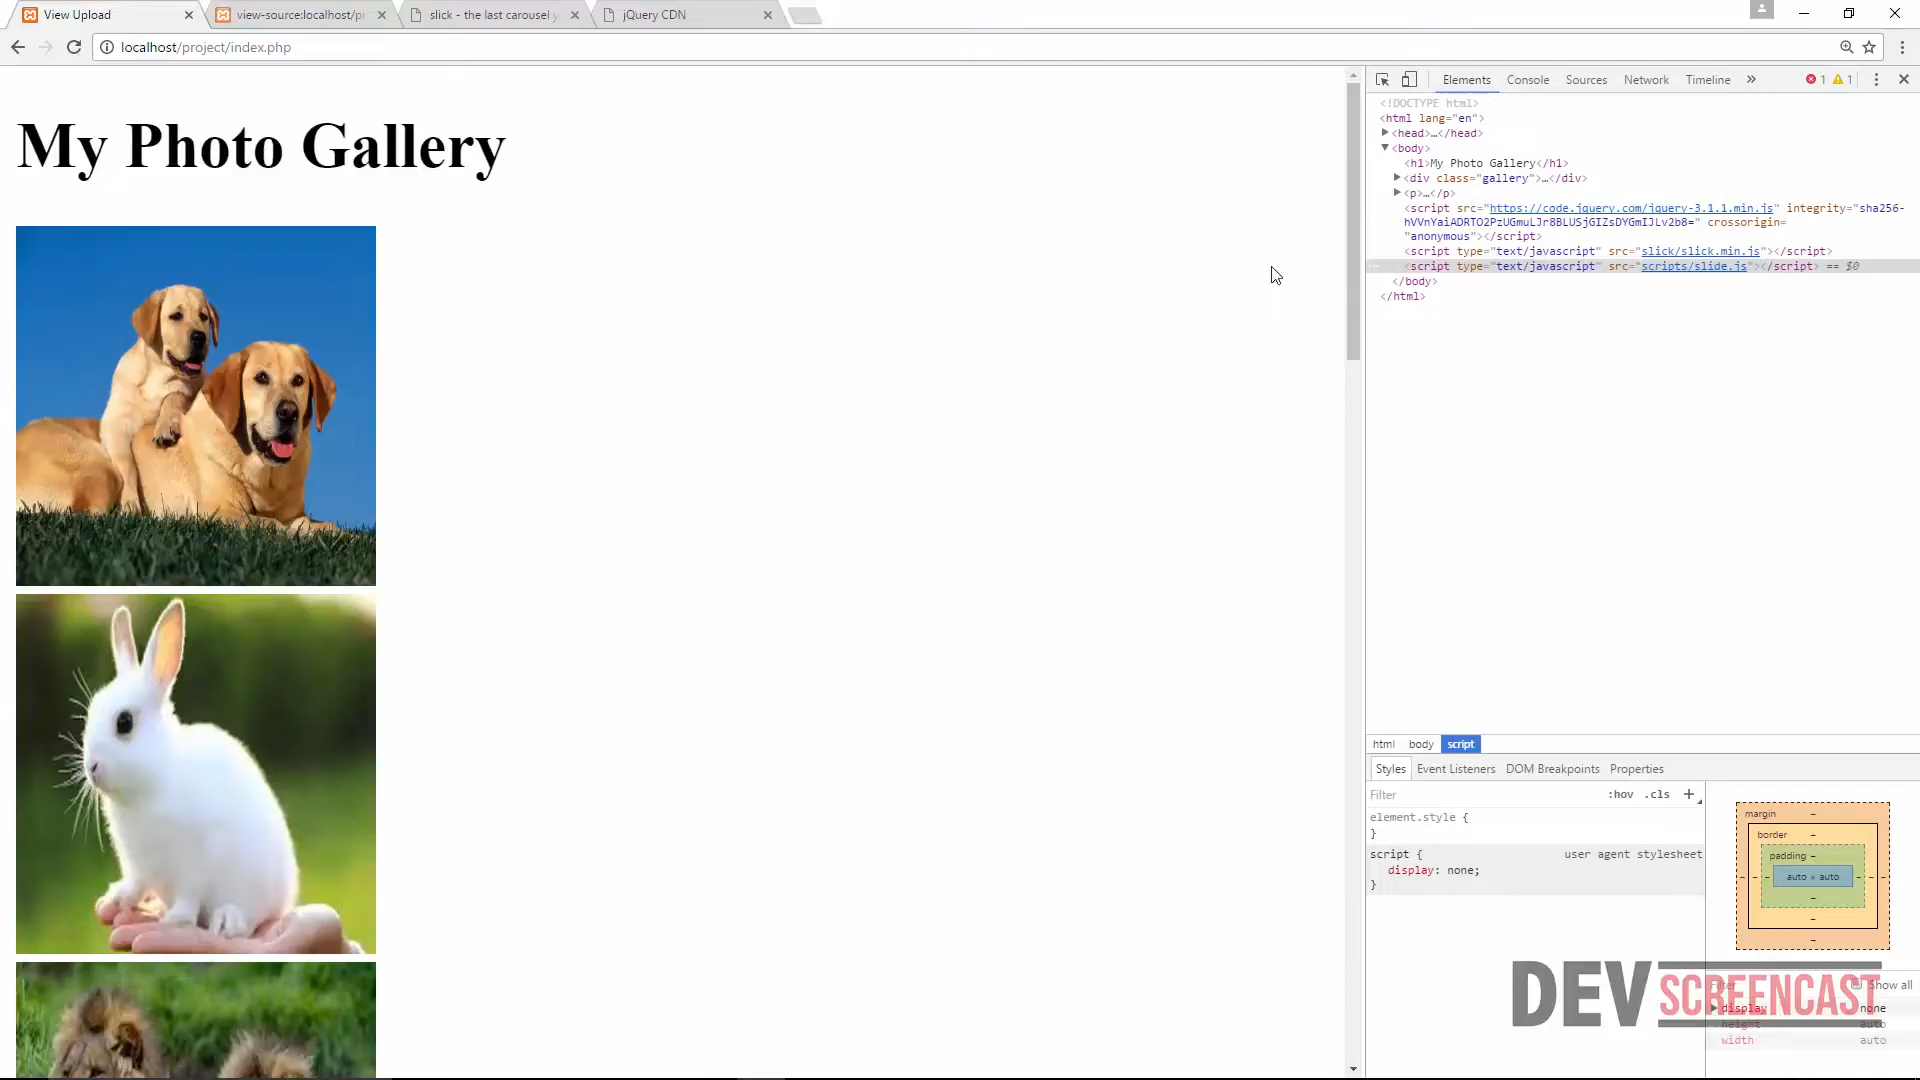 View Upload
view-source:localhost/pr
slick - the last carousel y
jQuery CDN
localhost/project/index.php
My Photo Gallery
Elements Console Sources Network Timeline » 1 1
<!DOCTYPE html>
<html lang="en">
<head>…</head>
<body>
<h1>My Photo Gallery</h1>
<div class="gallery">…</div>
<p>…</p>
<script src="https://code.jquery.com/jquery-3.1.1.min.js" integrity="sha256-
hVVnYaiADRTO2PzUGmuLJr8BLUSjGIZsDYGmIJLv2b8=" crossorigin=
"anonymous"></script>
<script type="text/javascript" src="slick/slick.min.js"></script>
<script type="text/javascript" src="scripts/slide.js"></script> == $0
</body>
</html>
html body script
Styles Event Listeners DOM Breakpoints Properties
Filter :hov .cls +
element.style {
}
script { user agent stylesheet
display: none;
}
margin –
border –
padding –
– – – auto × auto – – –
–
–
–
DEV SCREENCAST
Filter Show all
display none
height auto
width auto